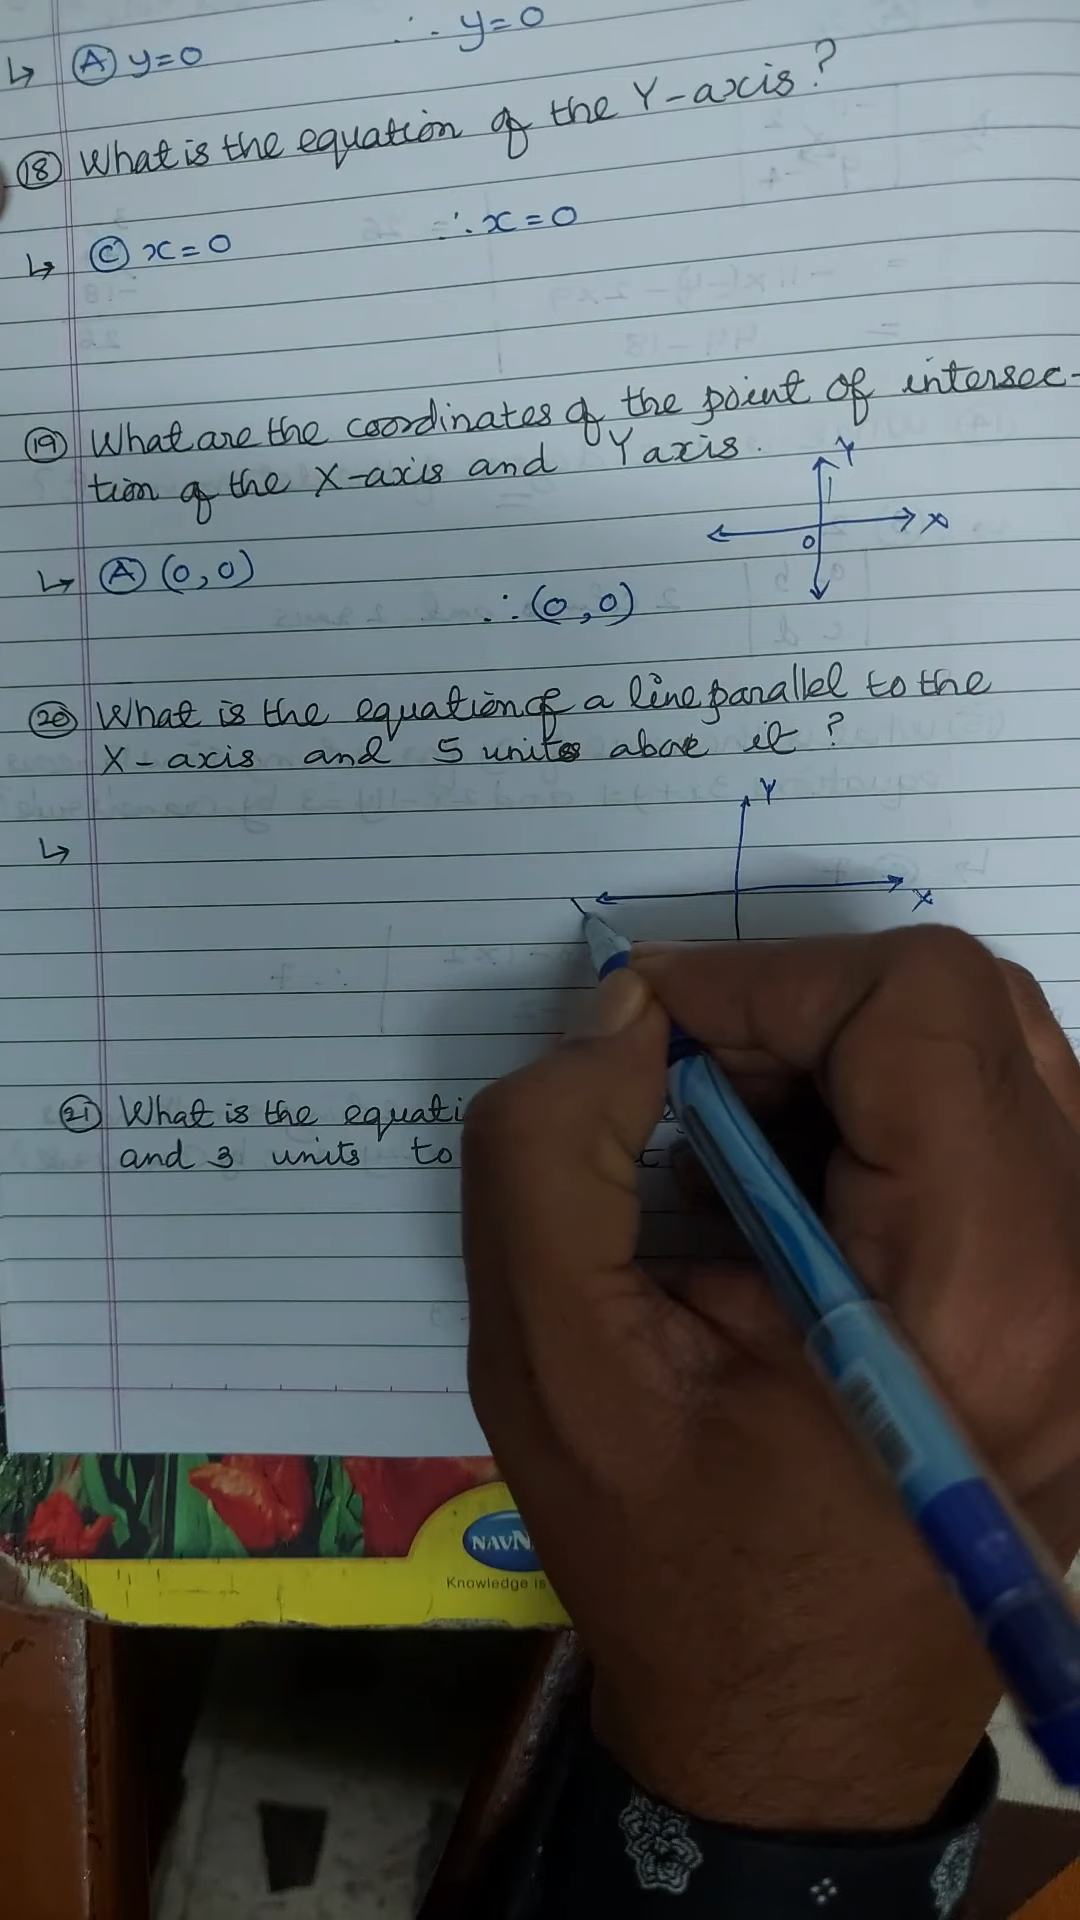 ↳ Ⓐ y=0 ∴ y=0
⑱ What is the equation of the Y-axis?
↳ Ⓒ x=0 ∴ x=0
⑲ What are the coordinates of the point of intersec-
tion of the X-axis and Y axis.
Y
X
0
↳ Ⓐ (0,0)
∴ (0,0)
⑳ What is the equation of a line parallel to the
X-axis and 5 units above it?
↳
Y
X
㉑ What is the equati
and 3 units to
NAVN
Knowledge is